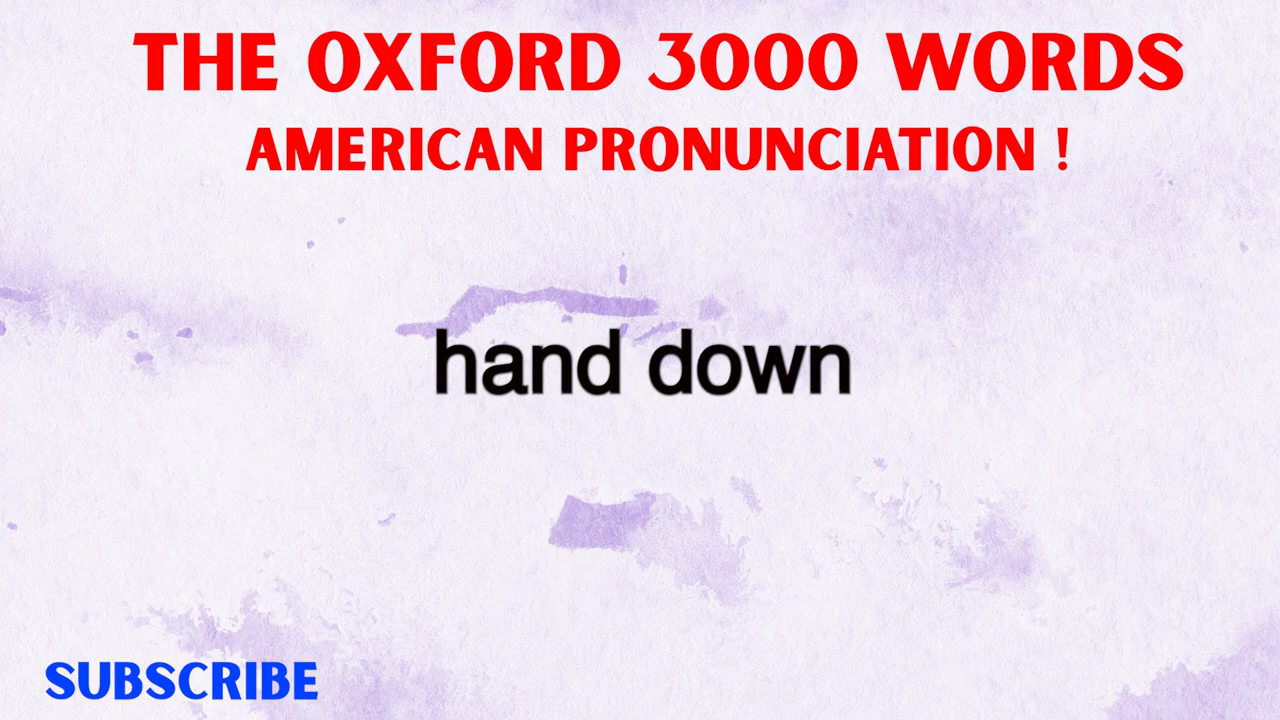 THE OXFORD 3000 WORDS
AMERICAN PRONUNCIATION !
hand down
SUBSCRIBE